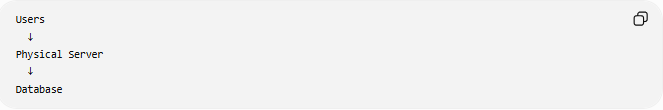 Users
↓
Physical Server
↓
Database